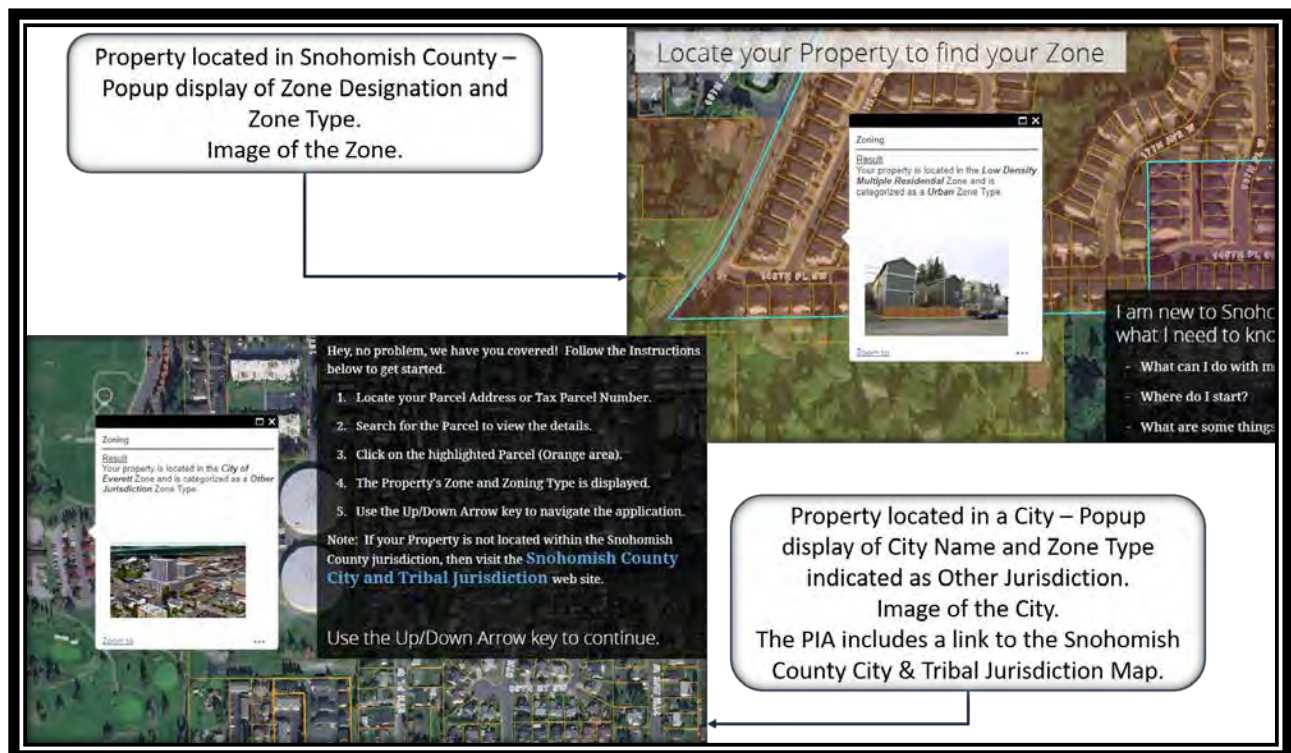 Property located in Snohomish County –
Popup display of Zone Designation and
Zone Type.
Image of the Zone.
Locate your Property to find your Zone
Zoning
Result
Your property is located in the Low Density
Multiple Residential Zone and is
categorized as a Urban Zone Type.
Zoom to
I am new to Snoho
what I need to kno
- What can I do with m
- Where do I start?
- What are some things
Hey, no problem, we have you covered! Follow the Instructions
below to get started.
1. Locate your Parcel Address or Tax Parcel Number.
2. Search for the Parcel to view the details.
3. Click on the highlighted Parcel (Orange area).
4. The Property's Zone and Zoning Type is displayed.
5. Use the Up/Down Arrow key to navigate the application.
Note: If your Property is not located within the Snohomish
County jurisdiction, then visit the Snohomish County
City and Tribal Jurisdiction web site.
Use the Up/Down Arrow key to continue.
Zoning
Result
Your property is located in the City of
Everett Zone and is categorized as a Other
Jurisdiction Zone Type.
Zoom to
Property located in a City – Popup
display of City Name and Zone Type
indicated as Other Jurisdiction.
Image of the City.
The PIA includes a link to the Snohomish
County City & Tribal Jurisdiction Map.